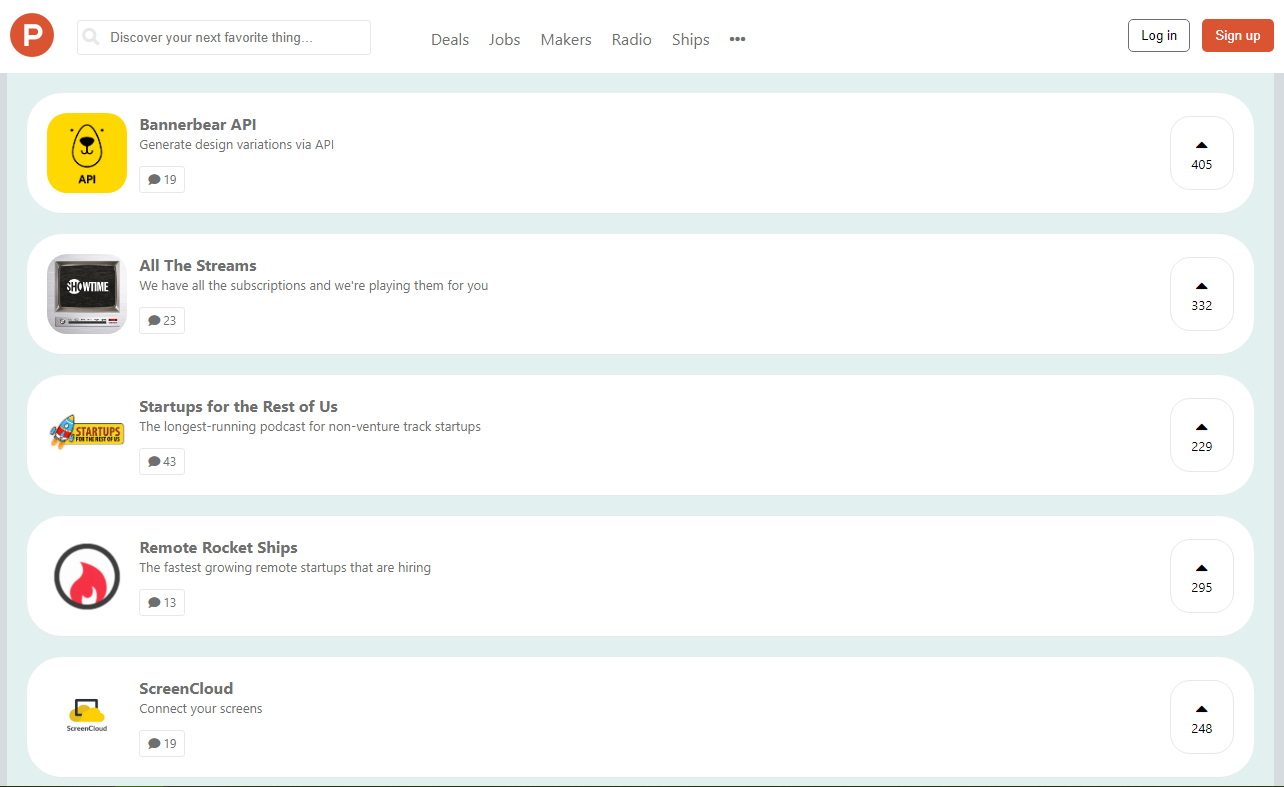 P
Discover your next favorite thing...
Deals Jobs Makers Radio Ships •••
Log in
Sign up
API
Bannerbear API
Generate design variations via API
19
405
SHOWTIME
All The Streams
We have all the subscriptions and we're playing them for you
23
332
STARTUPS
FOR THE REST OF US
Startups for the Rest of Us
The longest-running podcast for non-venture track startups
43
229
Remote Rocket Ships
The fastest growing remote startups that are hiring
13
295
ScreenCloud
ScreenCloud
Connect your screens
19
248